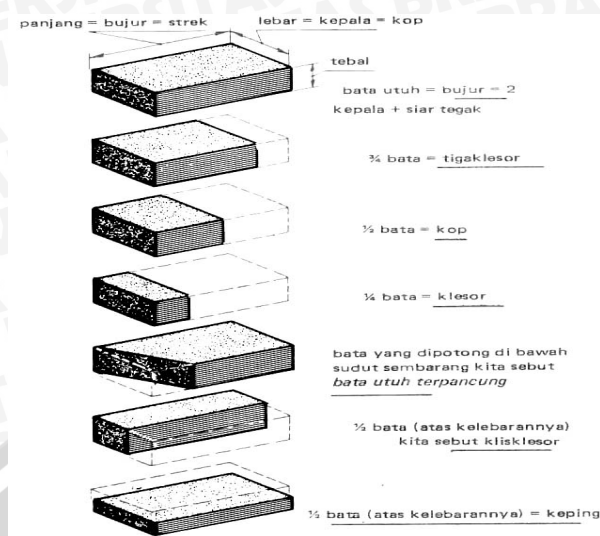 panjang = bujur = strek
lebar = kepala = kop
tebal
bata utuh = bujur = 2
kepala + siar tegak
¾ bata = tigaklesor
½ bata = kop
¼ bata = klesor
bata yang dipotong di bawah
sudut sembarang kita sebut
bata utuh terpancung
½ bata (atas kelebarannya)
kita sebut klisklesor
½ bata (atas kelebarannya) = keping